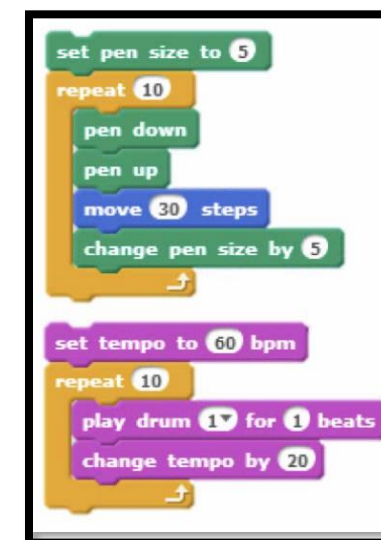 set pen size to 5
repeat 10
pen down
pen up
move 30 steps
change pen size by 5
set tempo to 60 bpm
repeat 10
play drum 1 for 1 beats
change tempo by 20